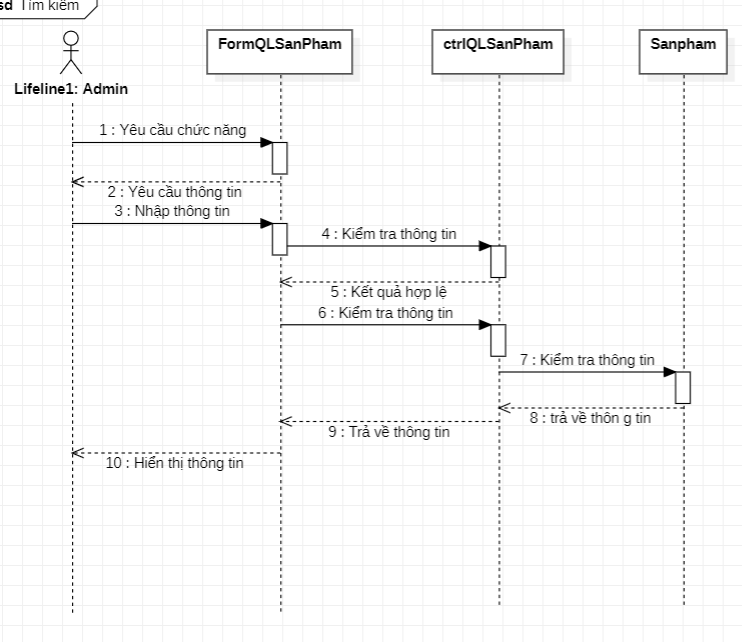 sd Tìm kiếm
FormQLSanPham
ctrlQLSanPham
Sanpham
Lifeline1: Admin
1 : Yêu cầu chức năng
2 : Yêu cầu thông tin
3 : Nhập thông tin
4 : Kiểm tra thông tin
5 : Kết quả hợp lệ
6 : Kiểm tra thông tin
7 : Kiểm tra thông tin
8 : trả về thôn g tin
9 : Trả về thông tin
10 : Hiển thị thông tin